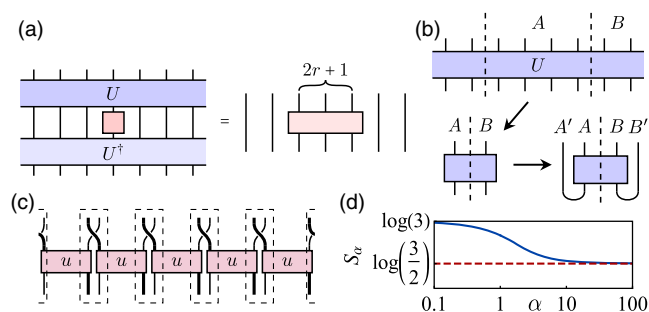 (a)
U
U†
=
2r + 1
(b)
A B
U
A B
A′ A B B′
(c)
u u u u u
(d)
log(3)
log(3/2)
S_α
0.1 1 α 10 100